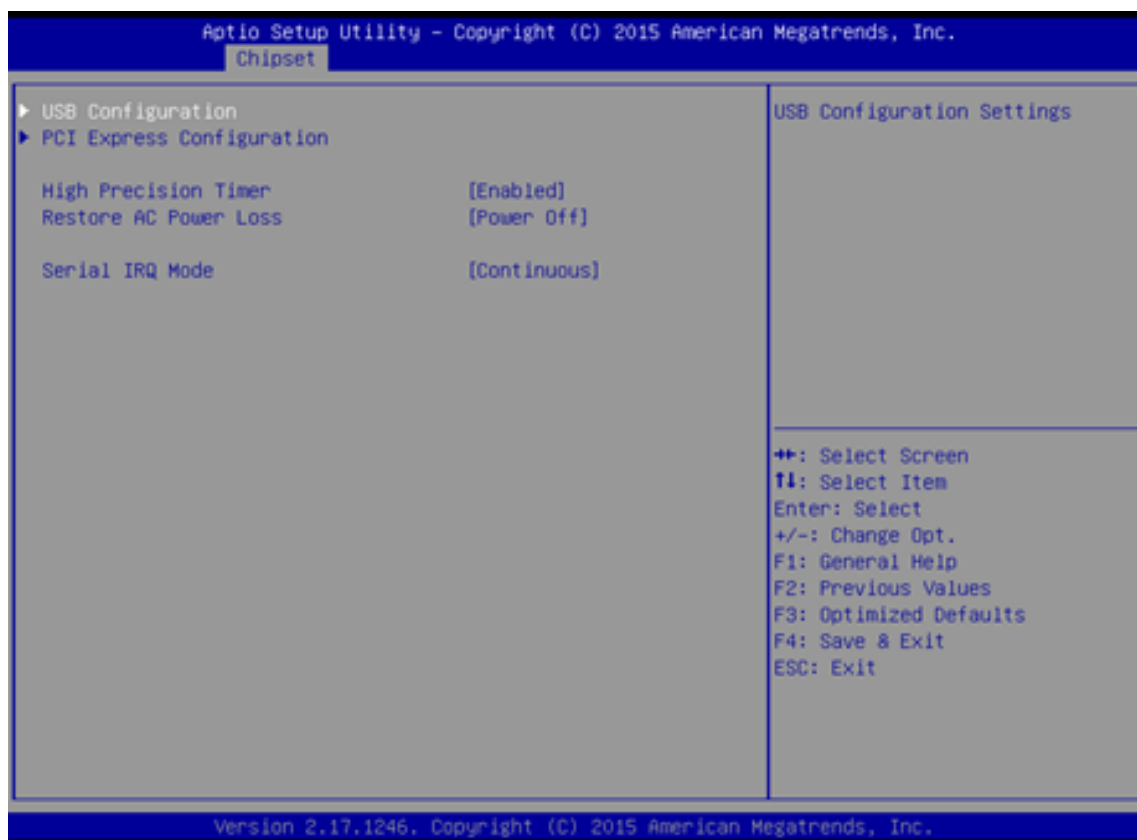 Aptio Setup Utility – Copyright (C) 2015 American Megatrends, Inc.
Chipset
▶ USB Configuration
▶ PCI Express Configuration
High Precision Timer [Enabled]
Restore AC Power Loss [Power Off]
Serial IRQ Mode [Continuous]
USB Configuration Settings
→←: Select Screen
↑↓: Select Item
Enter: Select
+/-: Change Opt.
F1: General Help
F2: Previous Values
F3: Optimized Defaults
F4: Save & Exit
ESC: Exit
Version 2.17.1246. Copyright (C) 2015 American Megatrends, Inc.